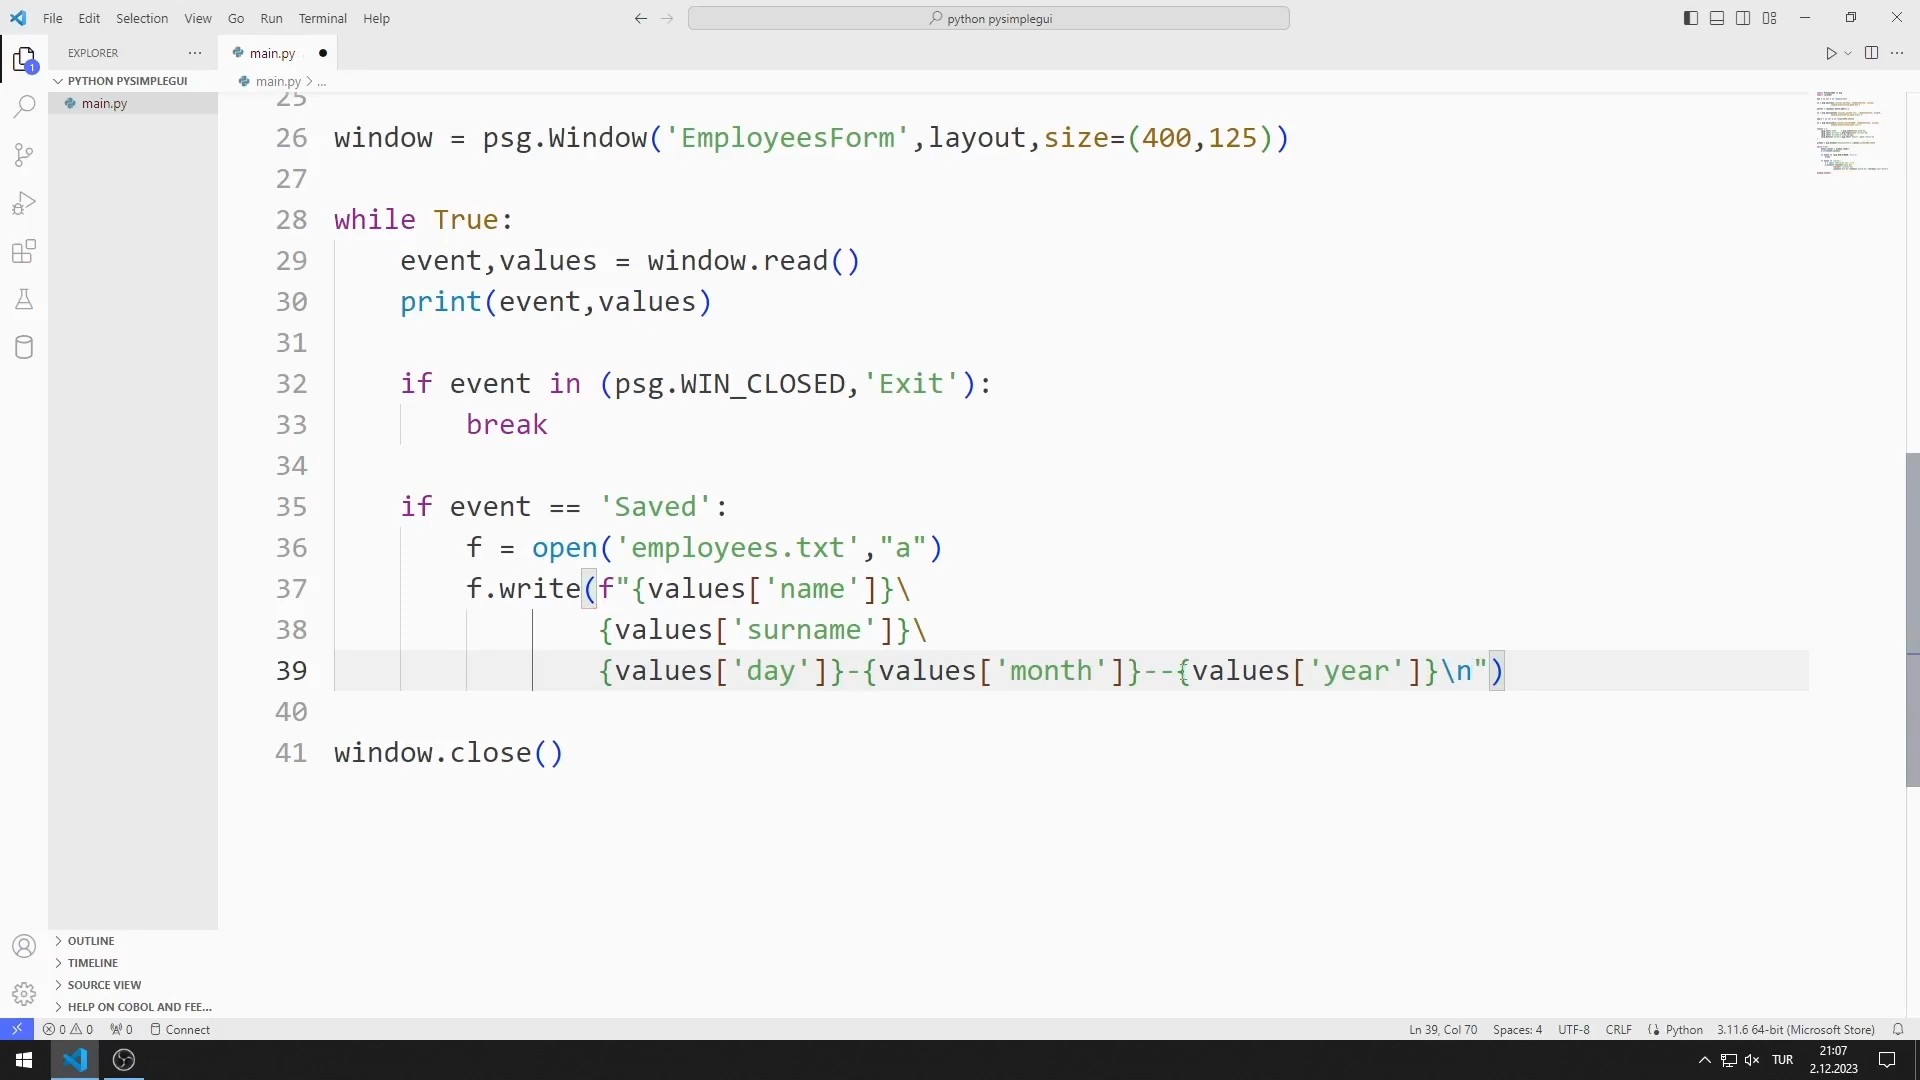 File Edit Selection View Go Run Terminal Help
python pysimplegui
EXPLORER
main.py
PYTHON PYSIMPLEGUI
main.py > ...
main.py
25
26 window = psg.Window('EmployeesForm',layout,size=(400,125))
27
28 while True:
29 event,values = window.read()
30 print(event,values)
31
32 if event in (psg.WIN_CLOSED,'Exit'):
33 break
34
35 if event == 'Saved':
36 f = open('employees.txt',"a")
37 f.write(f"{values['name']}\
38 {values['surname']}\
39 {values['day']}-{values['month']}--{values['year']}\n")
40
41 window.close()
1
OUTLINE
TIMELINE
SOURCE VIEW
HELP ON COBOL AND FEE...
0 0 0 Connect
Ln 39, Col 70 Spaces: 4 UTF-8 CRLF Python 3.11.6 64-bit (Microsoft Store)
TUR
21:07
2.12.2023